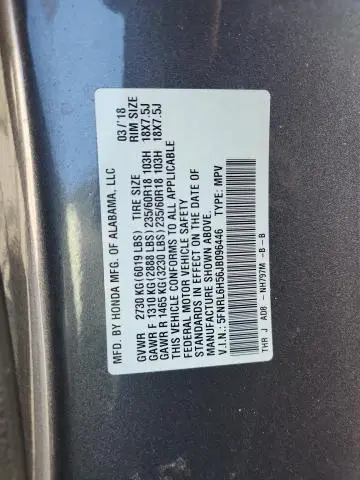 MFD. BY HONDA MFG. OF ALABAMA, LLC 03/'18
GVWR 2730 KG(6019 LBS) TIRE SIZE RIM SIZE
GAWR F 1310 KG(2888 LBS) 235/60R18 103H 18X7.5J
GAWR R 1465 KG(3230 LBS) 235/60R18 103H 18X7.5J
THIS VEHICLE CONFORMS TO ALL APPLICABLE
FEDERAL MOTOR VEHICLE SAFETY
STANDARDS IN EFFECT ON THE DATE OF
MANUFACTURE SHOWN ABOVE.
V.I.N.: 5FNRL6H56JB096446 TYPE: MPV
THR J A08 - NH797M -B -B